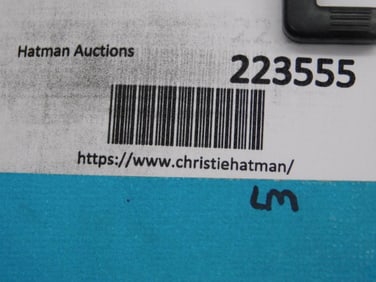 Hatman Auctions
223555
https://www.christiehatman/
LM